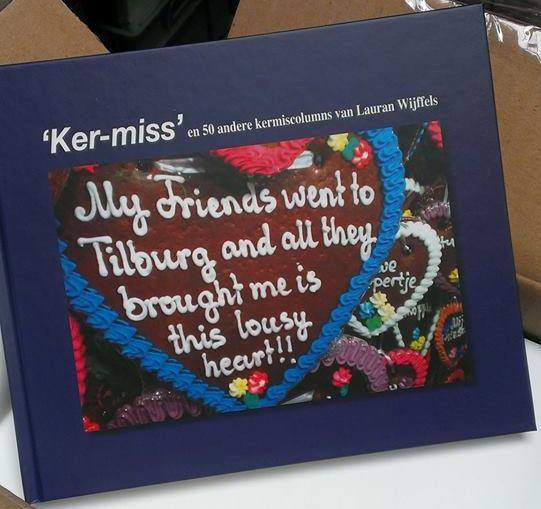 'Ker-miss' en 50 andere kermiscolumns van Lauran Wijffels
My Friends went to
Tilburg and all they
brought me is
this lousy
heart!!